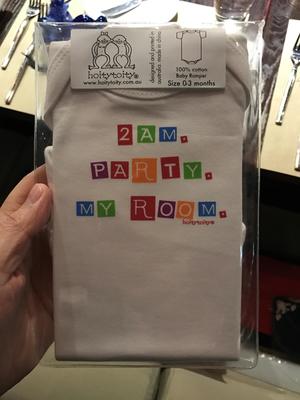 hoitytoity®
www.hoitytoity.com.au
designed and printed in
australia. made in china
100% cotton
Baby Romper
Size 0-3 months
2AM.
PARTY.
MY ROOM.
hoitytoity